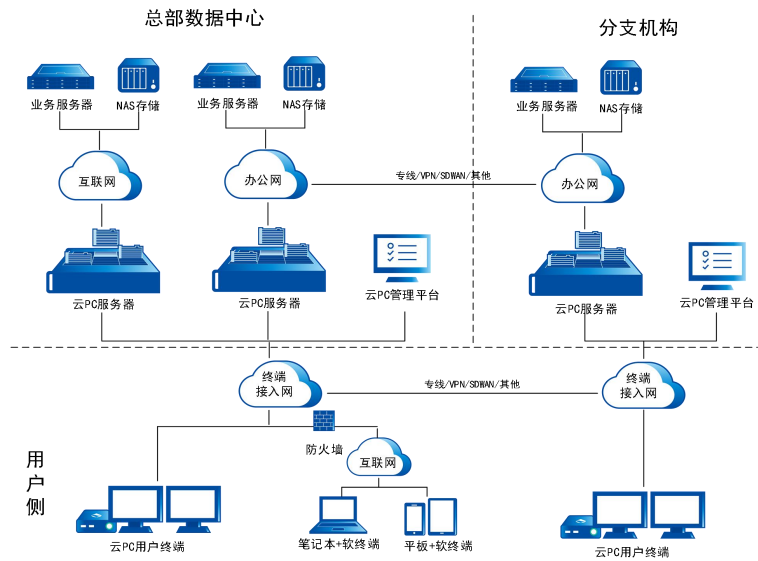 总部数据中心
分支机构
业务服务器
NAS存储
业务服务器
NAS存储
业务服务器
NAS存储
互联网
办公网
专线/VPN/SDWAN/其他
办公网
云PC服务器
云PC服务器
云PC管理平台
云PC服务器
云PC管理平台
终端
接入网
专线/VPN/SDWAN/其他
终端
接入网
防火墙
互联网
用户侧
云PC用户终端
笔记本+软终端
平板+软终端
云PC用户终端